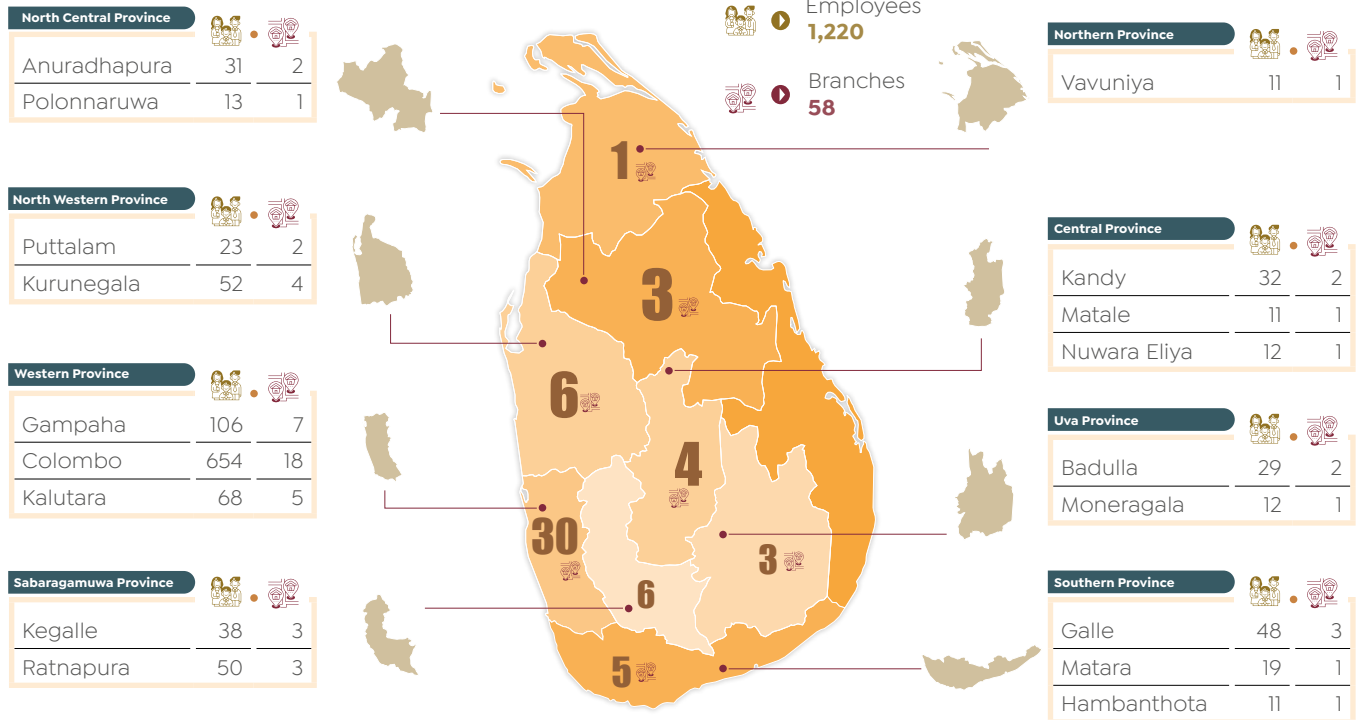 Employees
1,220
Branches
58
North Central Province
Anuradhapura 31 2
Polonnaruwa 13 1
North Western Province
Puttalam 23 2
Kurunegala 52 4
Western Province
Gampaha 106 7
Colombo 654 18
Kalutara 68 5
Sabaragamuwa Province
Kegalle 38 3
Ratnapura 50 3
1
3
6
4
30
3
6
5
Northern Province
Vavuniya 11 1
Central Province
Kandy 32 2
Matale 11 1
Nuwara Eliya 12 1
Uva Province
Badulla 29 2
Moneragala 12 1
Southern Province
Galle 48 3
Matara 19 1
Hambanthota 11 1